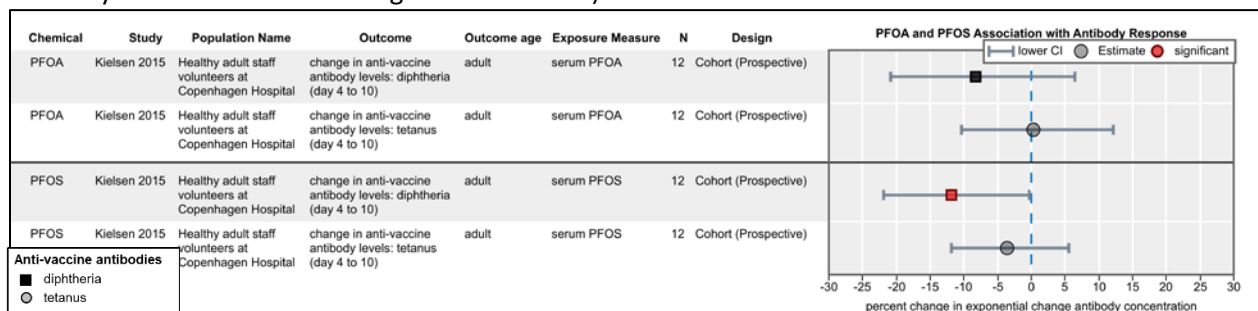 Chemical Study Population Name Outcome Outcome age Exposure Measure N Design
PFOA and PFOS Association with Antibody Response
lower CI Estimate significant
PFOA Kielsen 2015 Healthy adult staff change in anti-vaccine adult serum PFOA 12 Cohort (Prospective)
volunteers at antibody levels: diphtheria
Copenhagen Hospital (day 4 to 10)
PFOA Kielsen 2015 Healthy adult staff change in anti-vaccine adult serum PFOA 12 Cohort (Prospective)
volunteers at antibody levels: tetanus
Copenhagen Hospital (day 4 to 10)
PFOS Kielsen 2015 Healthy adult staff change in anti-vaccine adult serum PFOS 12 Cohort (Prospective)
volunteers at antibody levels: diphtheria
Copenhagen Hospital (day 4 to 10)
PFOS Kielsen 2015 Healthy adult staff change in anti-vaccine adult serum PFOS 12 Cohort (Prospective)
volunteers at antibody levels: tetanus
Copenhagen Hospital (day 4 to 10)
Anti-vaccine antibodies
diphtheria
tetanus
-30 -25 -20 -15 -10 -5 0 5 10 15 20 25 30
percent change in exponential change antibody concentration